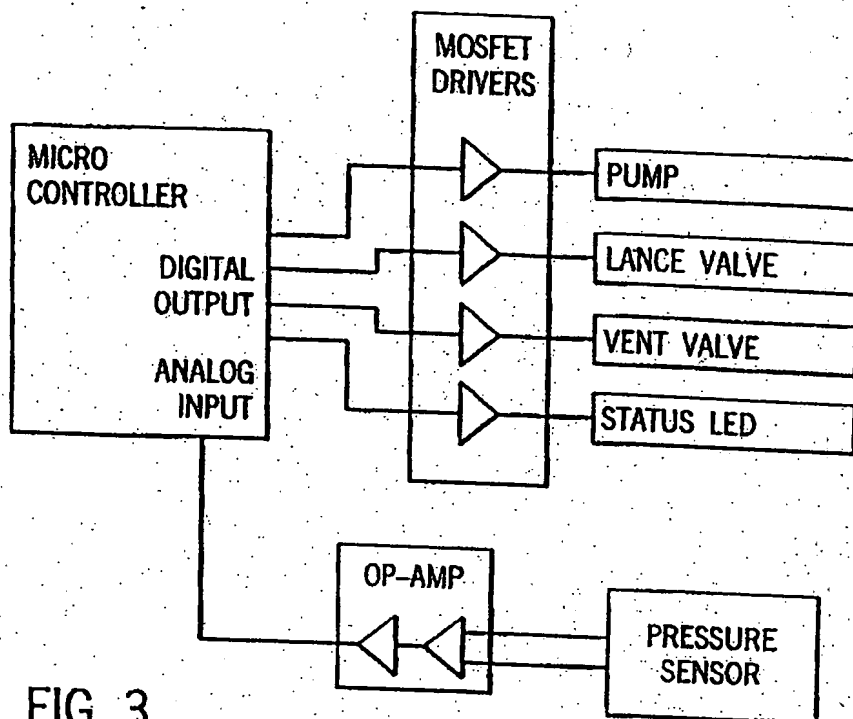 MOSFET
DRIVERS
MICRO
CONTROLLER
DIGITAL
OUTPUT
ANALOG
INPUT
PUMP
LANCE VALVE
VENT VALVE
STATUS LED
OP-AMP
PRESSURE
SENSOR
FIG. 3